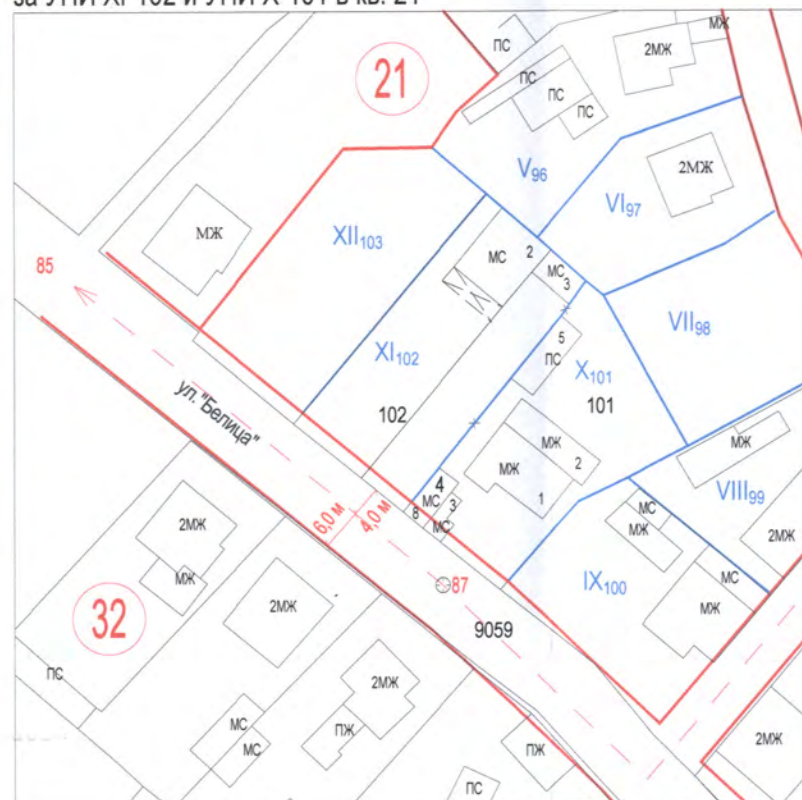 за УПИ XI-102 и УПИ X-101 в кв. 21
ПС
2МЖ
МЖ
21
ПС
ПС
ПС
V96
2МЖ
VI97
МЖ
XII103
85
МС
2
МС
3
VII98
5
ПС
XI102
X101
102
101
ул. "Белица"
МЖ
2
МЖ
1
МЖ
4
МС
3
8
МС
VIII99
6,0 м
4,0 м
МС
МЖ
2МЖ
2МЖ
МЖ
87
IX100
МС
МЖ
2МЖ
32
9059
ПС
2МЖ
МС
МС
ПЖ
ПЖ
2МЖ
ПС